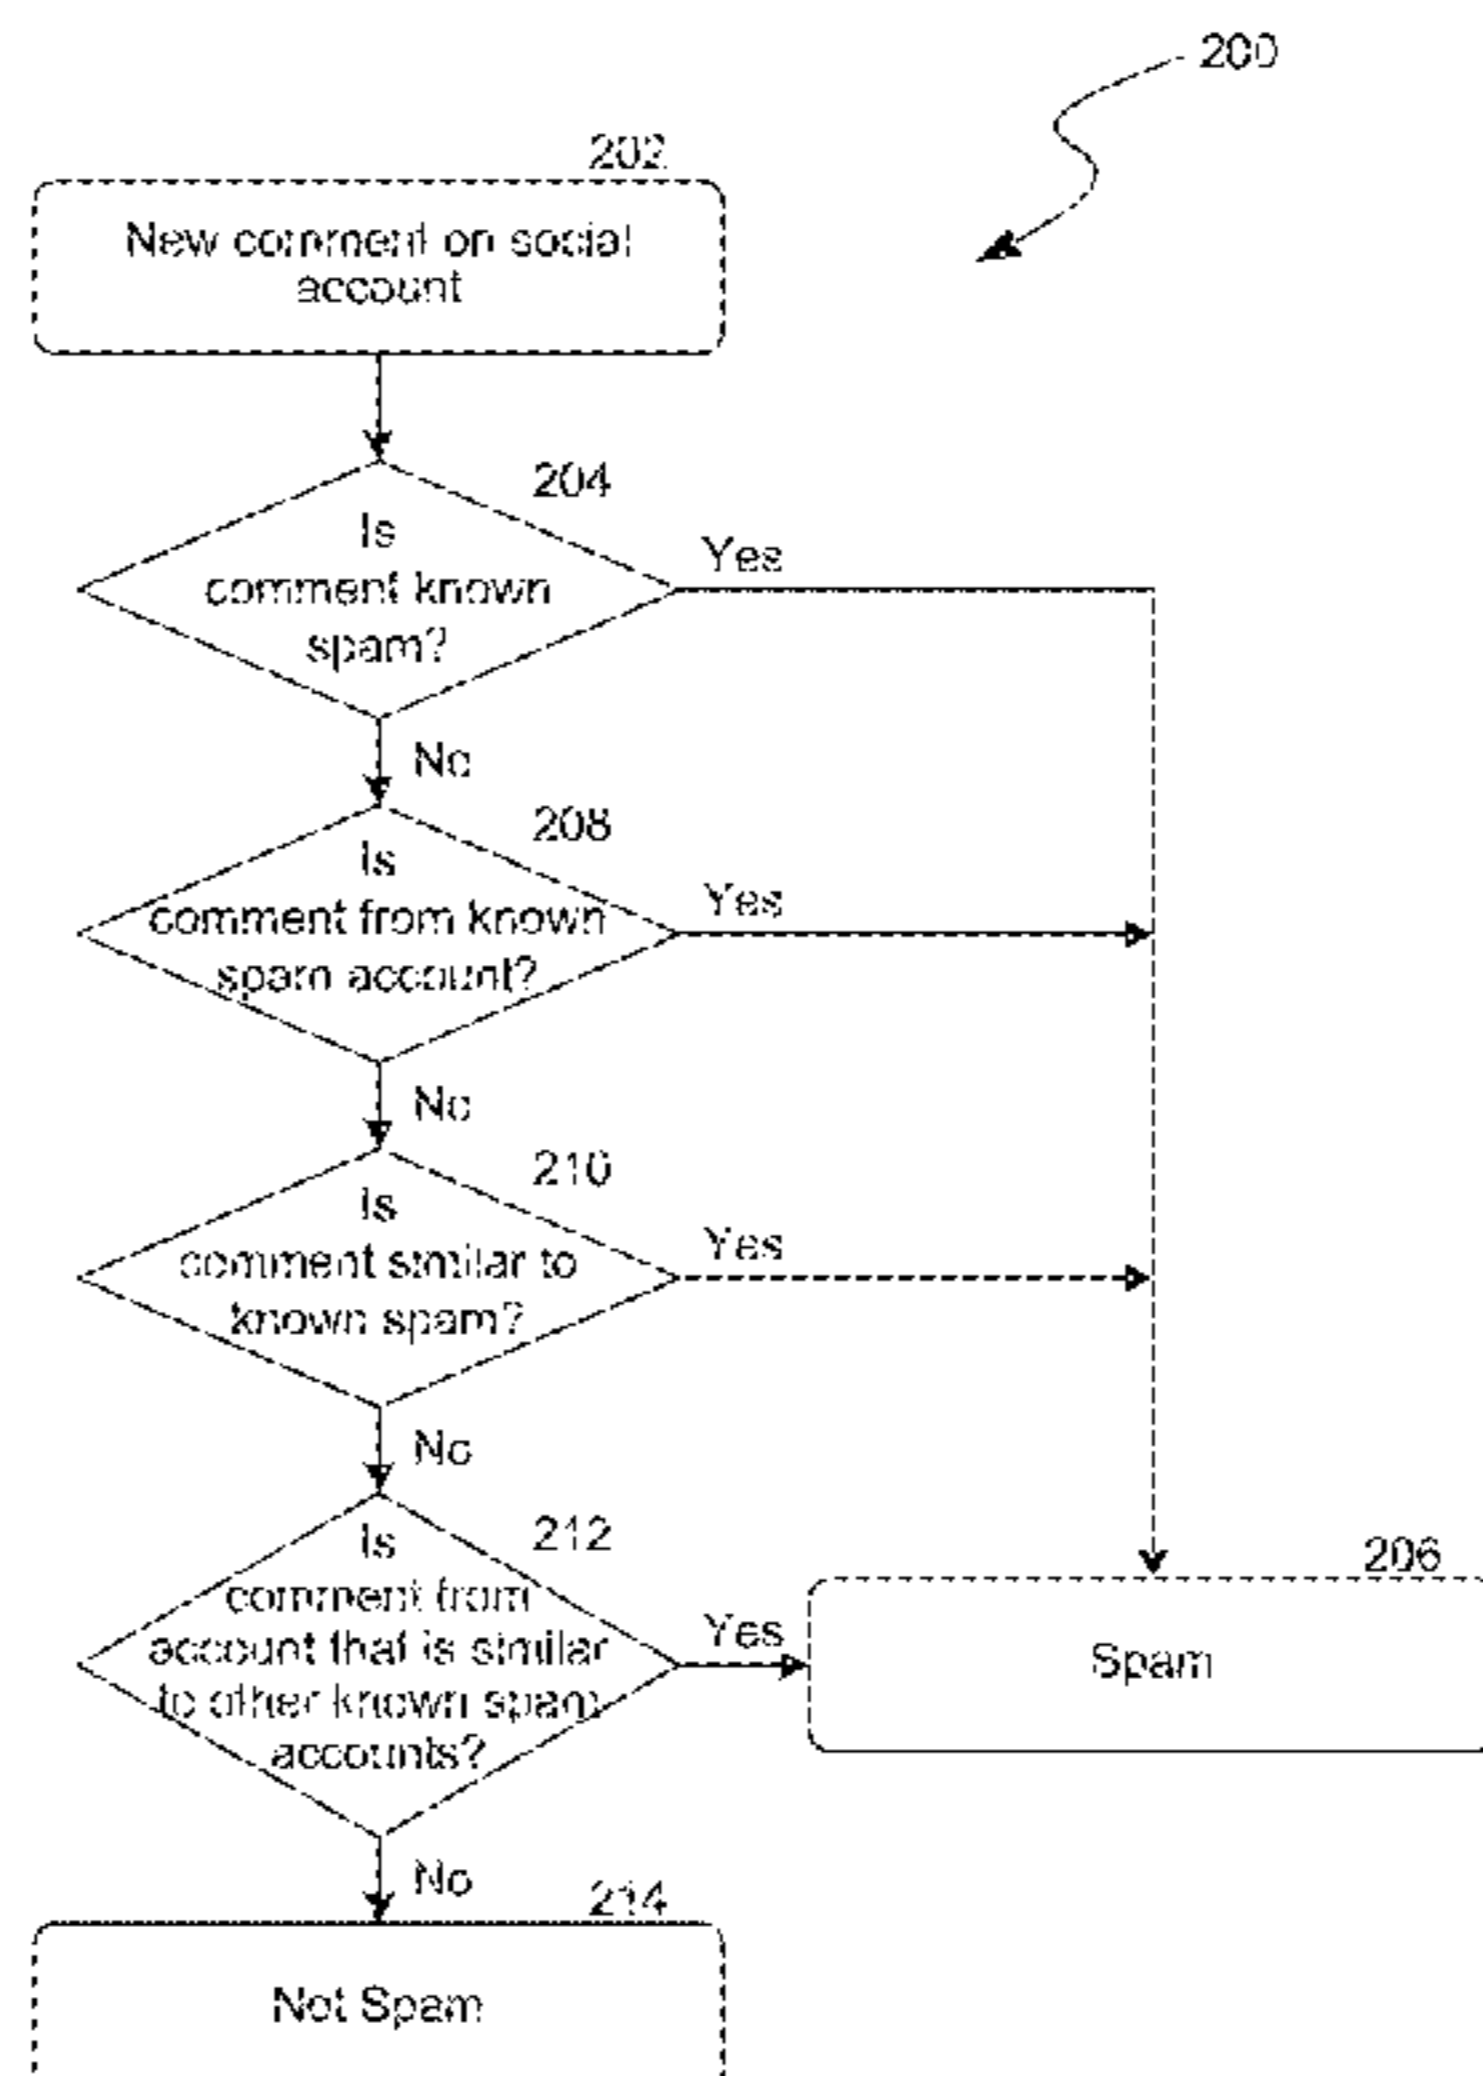 200
202
New comment on social
account
204
Is
comment known
spam?
Yes
No
208
Is
comment from known
spam account?
Yes
No
210
Is
comment similar to
known spam?
Yes
No
212
Is
comment from
account that is similar
to other known spam
accounts?
Yes
206
Spam
No
214
Not Spam